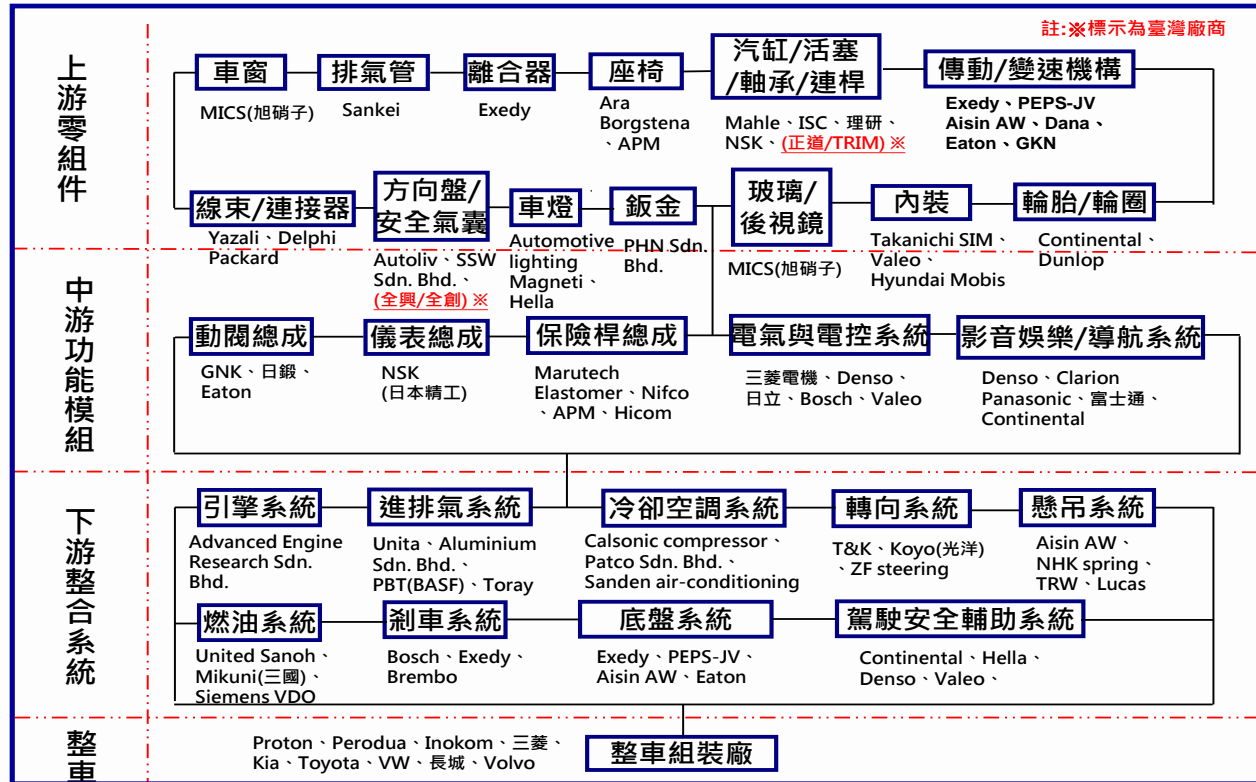 註:※標示為臺灣廠商
上游零組件
車窗
MICS(旭硝子)
排氣管
Sankei
離合器
Exedy
座椅
Ara
Borgstena
、APM
汽缸/活塞
/軸承/連桿
Mahle、ISC、理研、
NSK、(正道/TRIM) ※
傳動/變速機構
Exedy、PEPS-JV
Aisin AW、Dana、
Eaton、GKN
線束/連接器
Yazali、Delphi
Packard
方向盤/
安全氣囊
Autoliv、SSW
Sdn. Bhd.、
(全興/全創) ※
車燈
Automotive
lighting
Magneti、
Hella
鈑金
PHN Sdn.
Bhd.
玻璃/
後視鏡
MICS(旭硝子)
內裝
Takanichi SIM、
Valeo、
Hyundai Mobis
輪胎/輪圈
Continental、
Dunlop
中游功能模組
動閥總成
GNK、日鍛、
Eaton
儀表總成
NSK
(日本精工)
保險桿總成
Marutech
Elastomer、Nifco
、APM、Hicom
電氣與電控系統
三菱電機、Denso、
日立、Bosch、Valeo
影音娛樂/導航系統
Denso、Clarion
Panasonic、富士通、
Continental
下游整合系統
引擎系統
Advanced Engine
Research Sdn.
Bhd.
進排氣系統
Unita、Aluminium
Sdn. Bhd.、
PBT(BASF)、Toray
冷卻空調系統
Calsonic compressor、
Patco Sdn. Bhd.、
Sanden air-conditioning
轉向系統
T&K、Koyo(光洋)
、ZF steering
懸吊系統
Aisin AW、
NHK spring、
TRW、Lucas
燃油系統
United Sanoh、
Mikuni(三國)、
Siemens VDO
剎車系統
Bosch、Exedy、
Brembo
底盤系統
Exedy、PEPS-JV、
Aisin AW、Eaton
駕駛安全輔助系統
Continental、Hella、
Denso、Valeo、
整車
Proton、Perodua、Inokom、三菱、
Kia、Toyota、VW、長城、Volvo
整車組裝廠